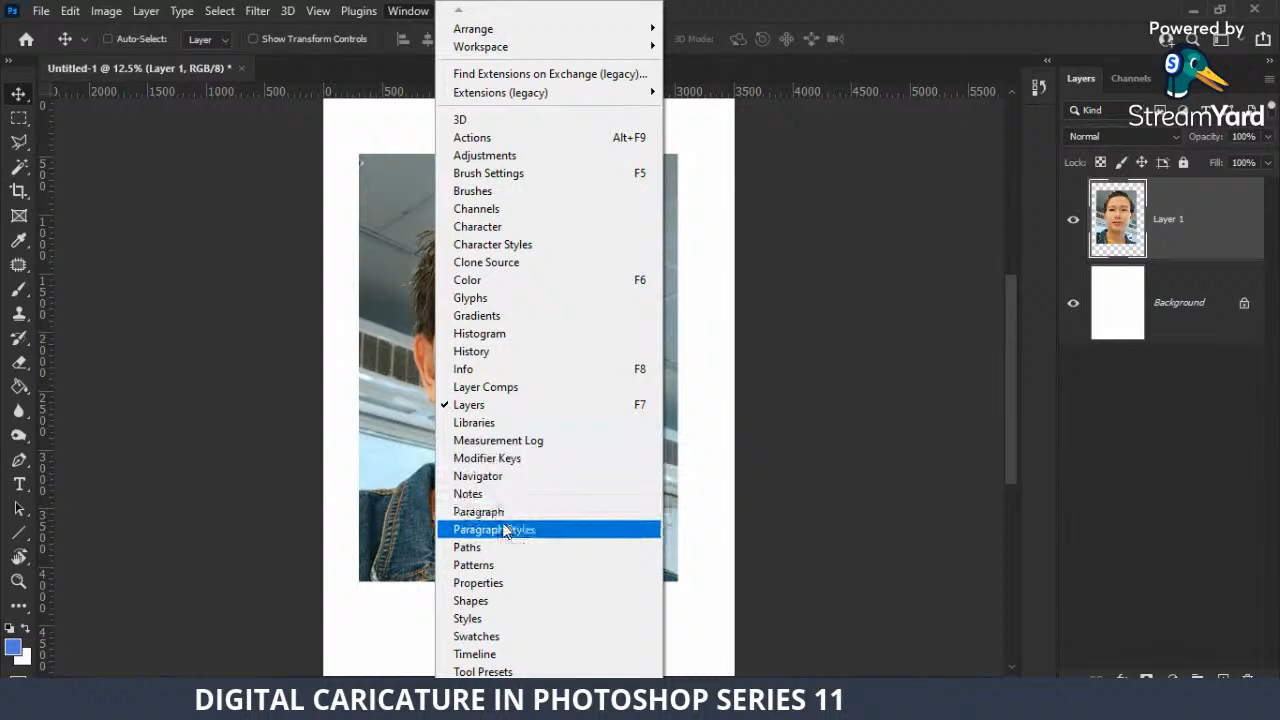 Ps File Edit Image Layer Type Select Filter 3D View Plugins Window
Powered by
StreamYard
Auto-Select: Layer Show Transform Controls 3D Mode:
Untitled-1 @ 12.5% (Layer 1, RGB/8) * ×
2000 1500 1000 500 0 500 3000 3500 4000 4500 5000 5500
Arrange
Workspace
Find Extensions on Exchange (legacy)...
Extensions (legacy)
3D
Actions Alt+F9
Adjustments
Brush Settings F5
Brushes
Channels
Character
Character Styles
Clone Source
Color F6
Glyphs
Gradients
Histogram
History
Info F8
Layer Comps
Layers F7
Libraries
Measurement Log
Modifier Keys
Navigator
Notes
Paragraph
Paragraph Styles
Paths
Patterns
Properties
Shapes
Styles
Swatches
Timeline
Tool Presets
Layers Channels
Kind
Normal Opacity: 100%
Lock: Fill: 100%
Layer 1
Background
DIGITAL CARICATURE IN PHOTOSHOP SERIES 11